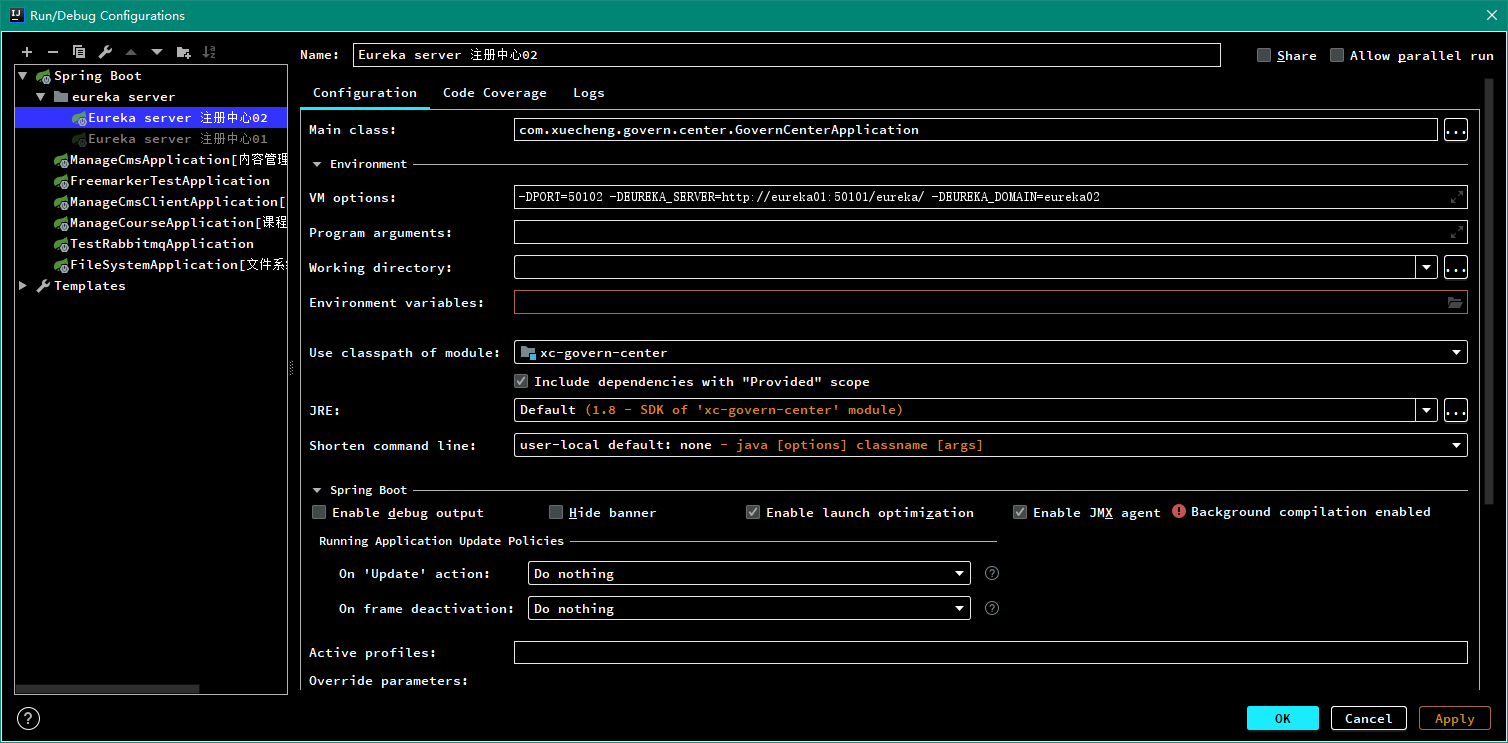 Run/Debug Configurations
Spring Boot
eureka server
Eureka server 注册中心02
Eureka server 注册中心01
ManageCmsApplication[内容管理
FreemarkerTestApplication
ManageCmsClientApplication[
ManageCourseApplication[课程
TestRabbitmqApplication
FileSystemApplication[文件系
Templates
Name: Eureka server 注册中心02
Share
Allow parallel run
Configuration Code Coverage Logs
Main class: com.xuecheng.govern.center.GovernCenterApplication ...
Environment
VM options: -DPORT=50102 -DEUREKA_SERVER=http://eureka01:50101/eureka/ -DEUREKA_DOMAIN=eureka02
Program arguments:
Working directory: ...
Environment variables:
Use classpath of module: xc-govern-center
Include dependencies with "Provided" scope
JRE: Default (1.8 - SDK of 'xc-govern-center' module) ...
Shorten command line: user-local default: none - java [options] classname [args]
Spring Boot
Enable debug output Hide banner Enable launch optimization Enable JMX agent Background compilation enabled
Running Application Update Policies
On 'Update' action: Do nothing ?
On frame deactivation: Do nothing ?
Active profiles:
Override parameters:
? OK Cancel Apply